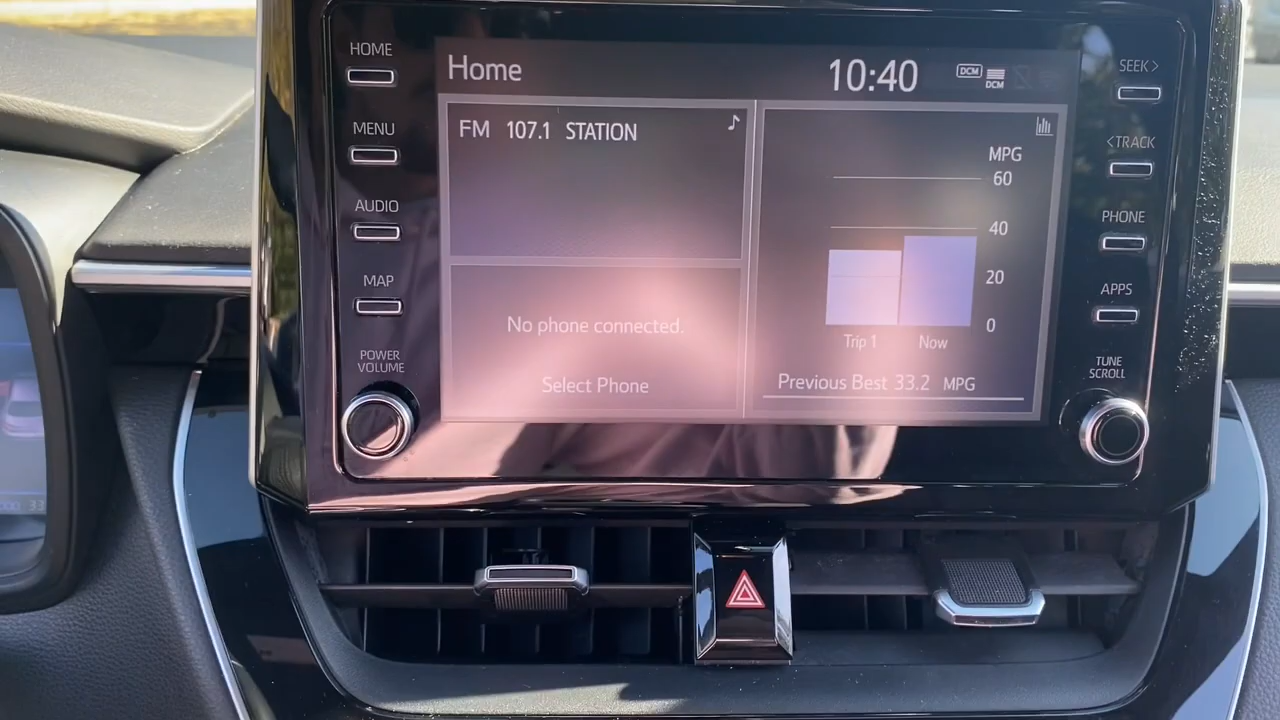 HOME
MENU
AUDIO
MAP
POWER
VOLUME
Home
10:40
DCM
DCM
FM 107.1 STATION
No phone connected.
Select Phone
MPG
60
40
20
0
Trip 1 Now
Previous Best 33.2 MPG
SEEK >
< TRACK
PHONE
APPS
TUNE
SCROLL
33